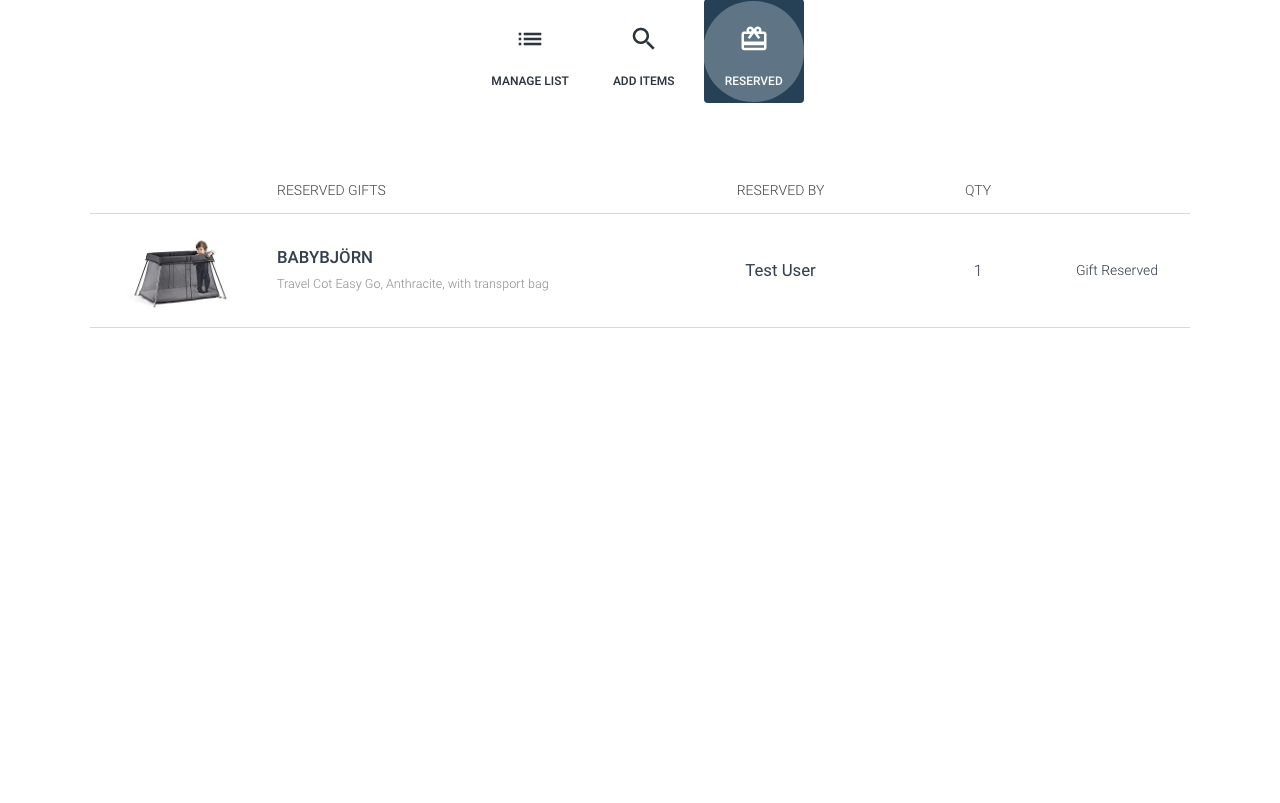 MANAGE LIST
ADD ITEMS
RESERVED
RESERVED GIFTS
RESERVED BY
QTY
BABYBJÖRN
Travel Cot Easy Go, Anthracite, with transport bag
Test User
1
Gift Reserved